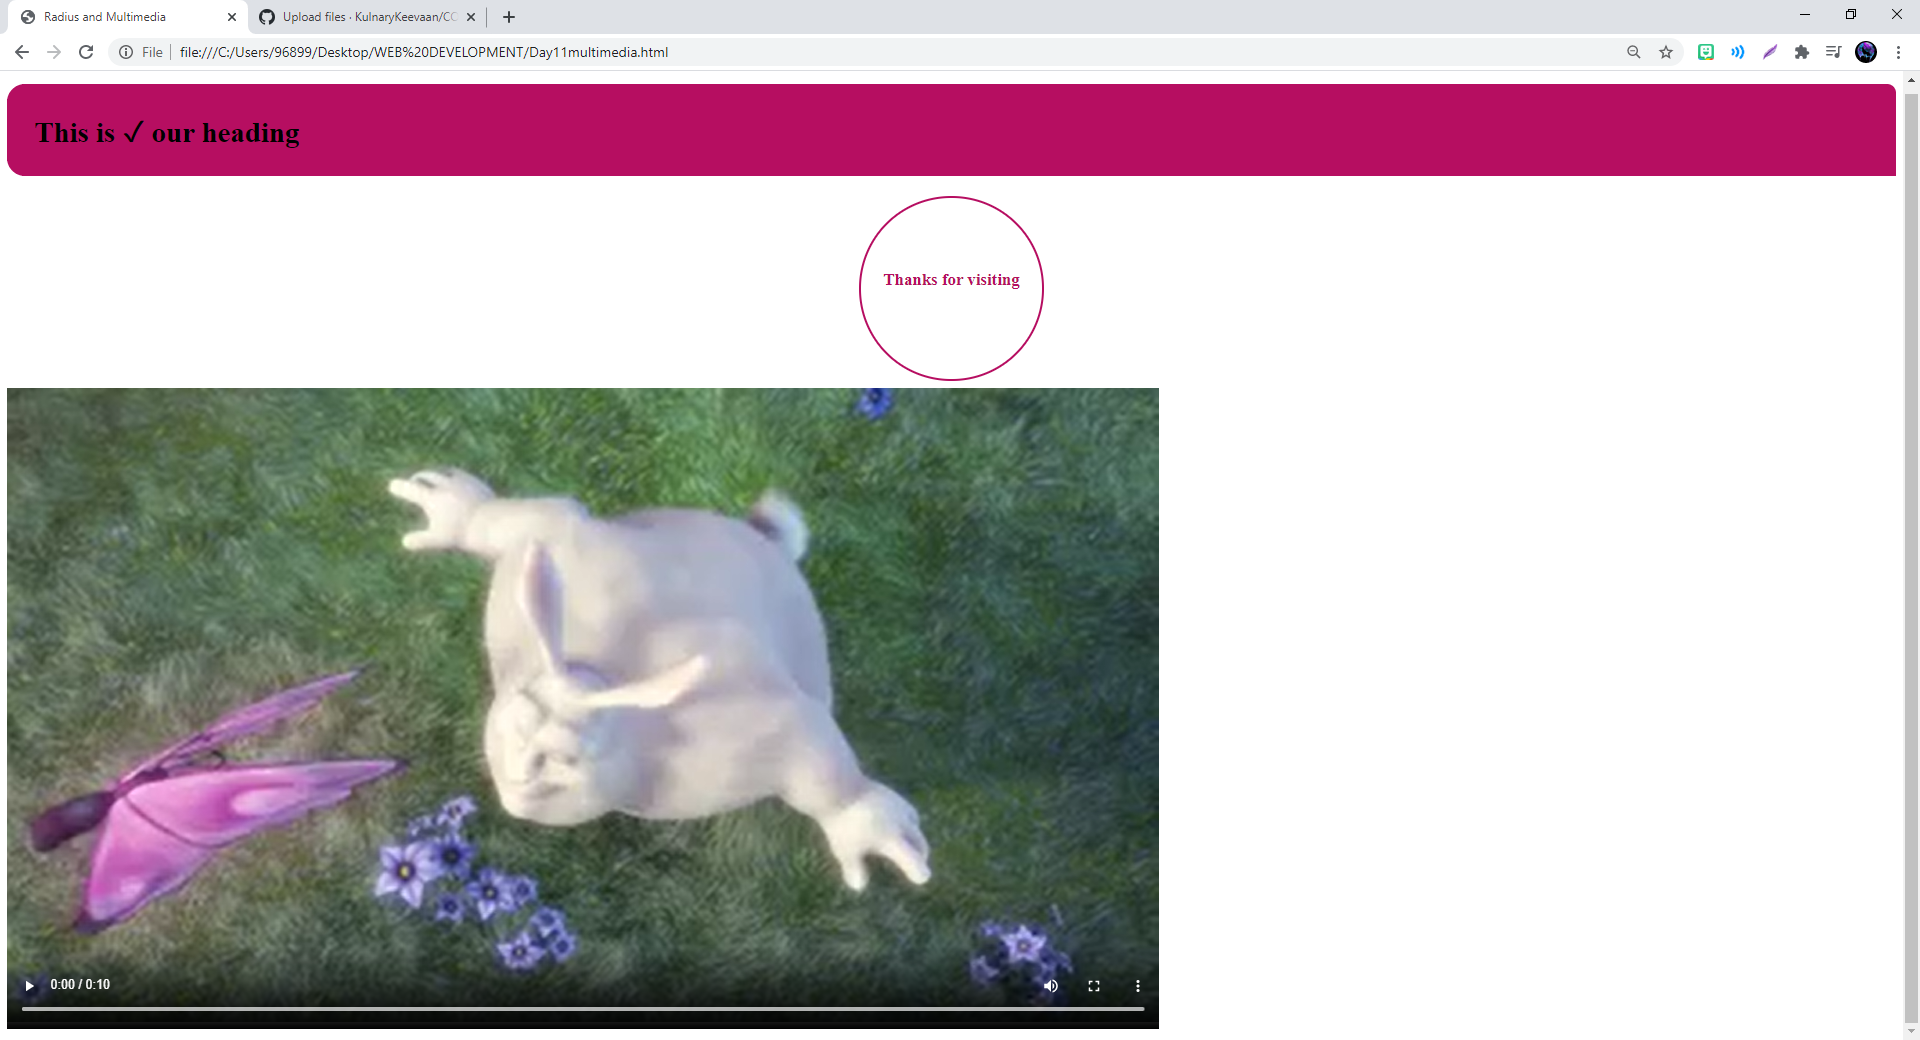 Radius and Multimedia
Upload files · KulnaryKeevaan/CC
File
file:///C:/Users/96899/Desktop/WEB%20DEVELOPMENT/Day11multimedia.html
This is ✓ our heading
Thanks for visiting
0:00 / 0:10